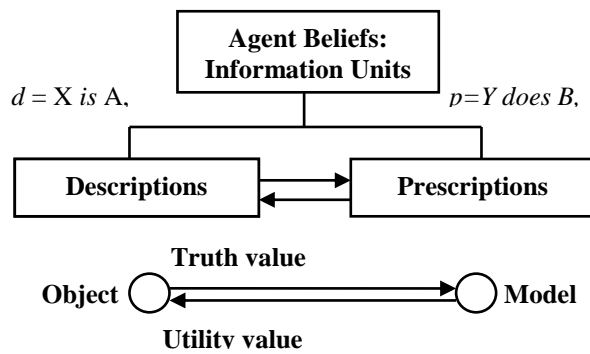 Agent Beliefs:
Information Units
d = X is A,
p=Y does B,
Descriptions
Prescriptions
Truth value
Object
Model
Utility value